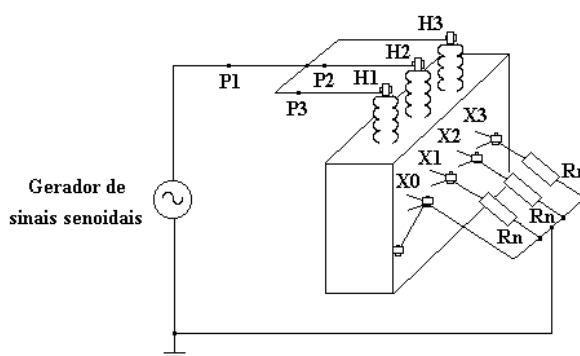 H3
H2
P1
P2
H1
P3
X3
X2
X1
X0
Rn
Rn
Rn
Gerador de
sinais senoidais